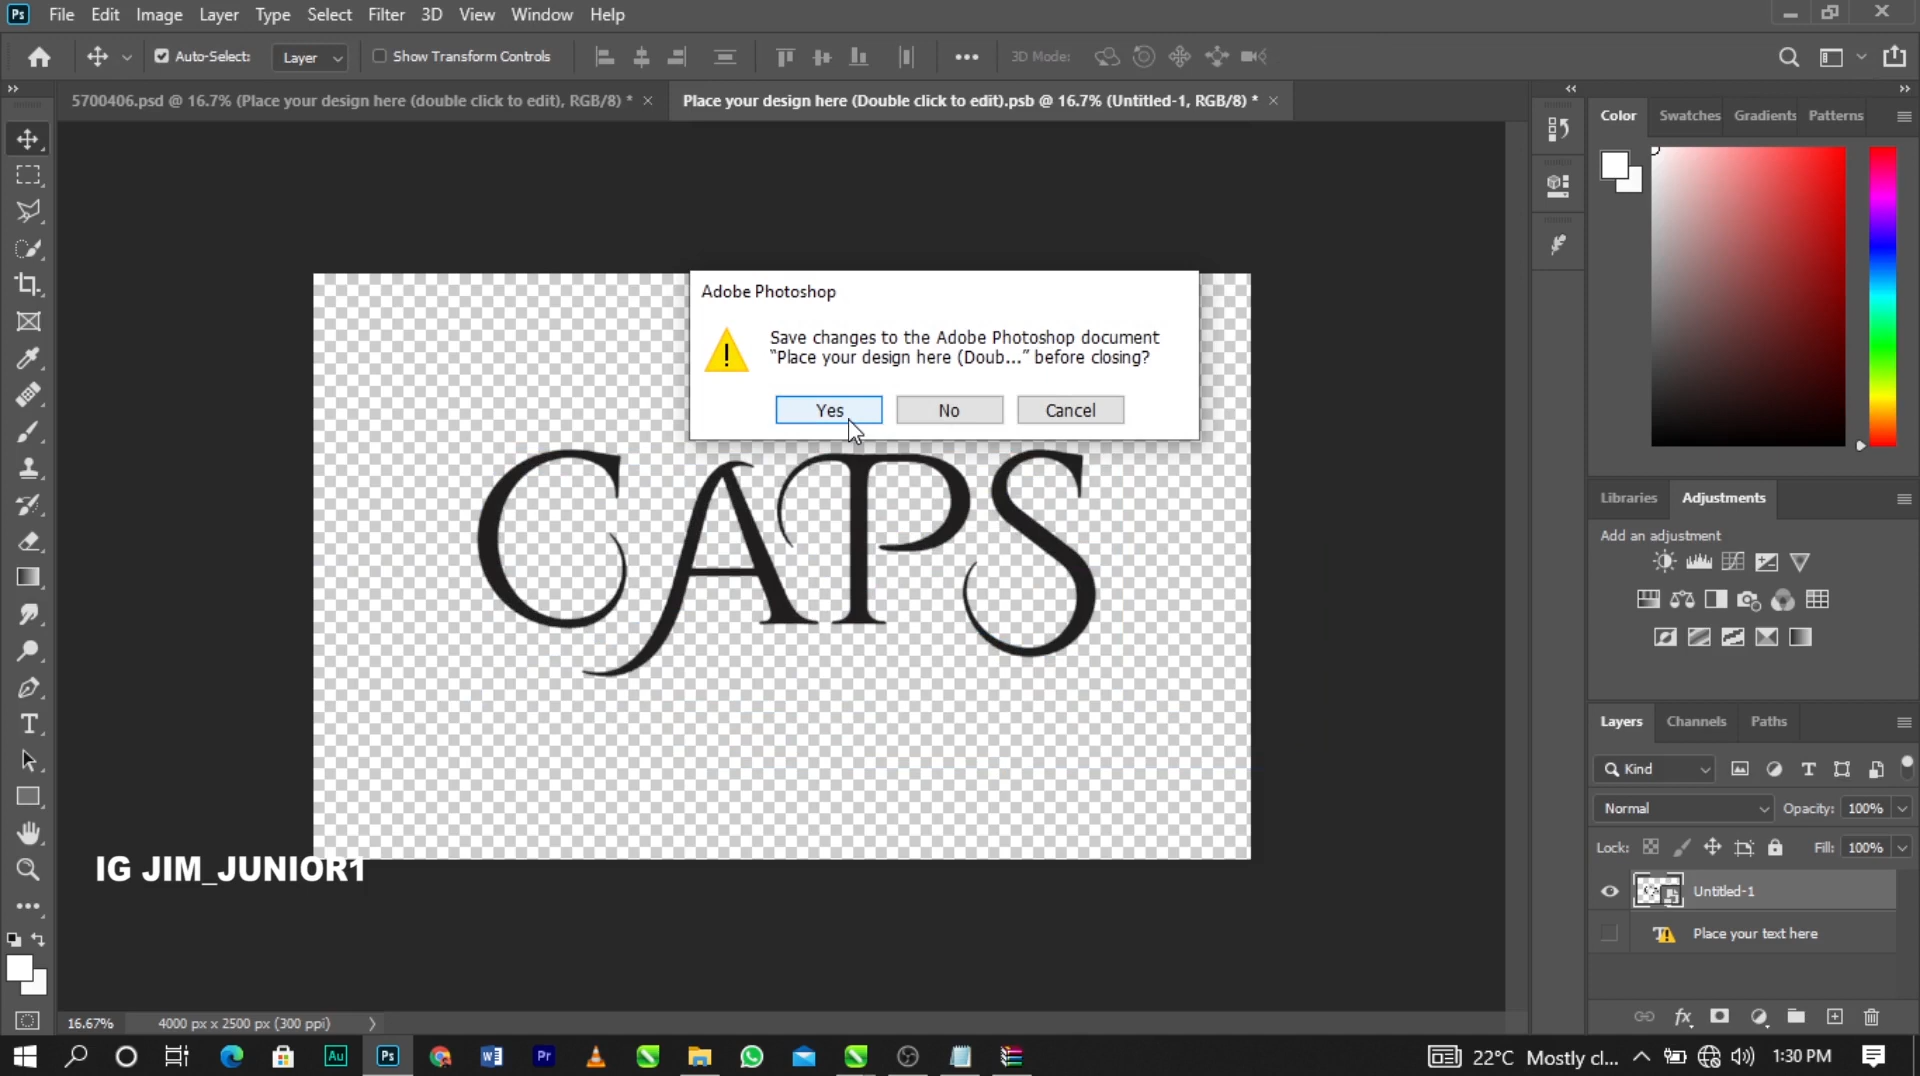 Ps File Edit Image Layer Type Select Filter 3D View Window Help
Auto-Select: Layer Show Transform Controls 3D Mode:
5700406.psd @ 16.7% (Place your design here (double click to edit), RGB/8) * × Place your design here (Double click to edit).psb @ 16.7% (Untitled-1, RGB/8) * ×
Color Swatches Gradients Patterns
Adobe Photoshop
Save changes to the Adobe Photoshop document
“Place your design here (Doub...” before closing?
Yes No Cancel
CAPS
Libraries Adjustments
Add an adjustment
Layers Channels Paths
Kind
Normal Opacity: 100%
Lock: Fill: 100%
Untitled-1
Place your text here
IG JIM_JUNIOR1
16.67% 4000 px x 2500 px (300 ppi)
Au Ps Pr 22°C Mostly cl... 1:30 PM